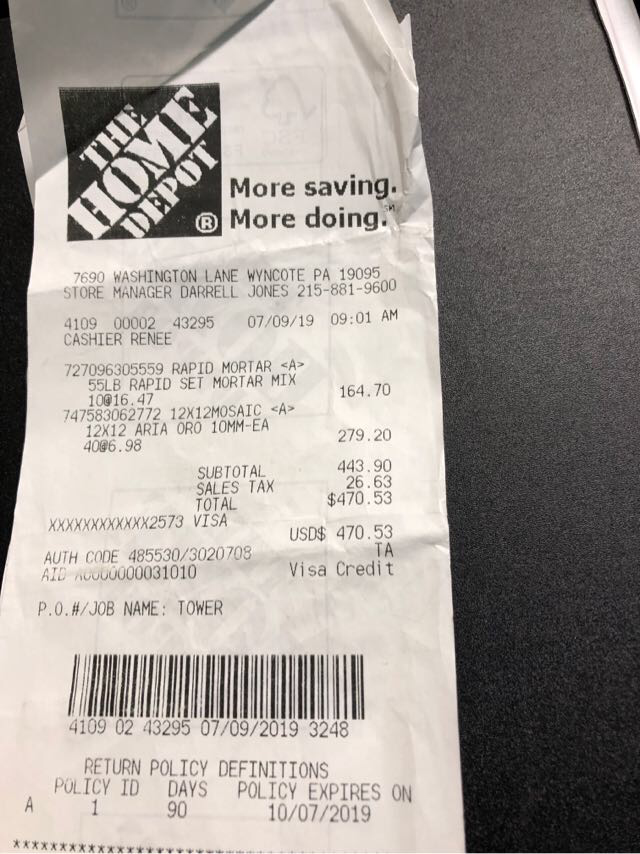 THE
HOME
DEPOT
®
More saving.
More doing.℠
7690 WASHINGTON LANE WYNCOTE PA 19095
STORE MANAGER DARRELL JONES 215-881-9600
4109 00002 43295 07/09/19 09:01 AM
CASHIER RENEE
727096305559 RAPID MORTAR <A>
55LB RAPID SET MORTAR MIX
10@16.47 164.70
747583062772 12X12MOSAIC <A>
12X12 ARIA ORO 10MM-EA
40@6.98 279.20
SUBTOTAL 443.90
SALES TAX 26.63
TOTAL $470.53
XXXXXXXXXXXX2573 VISA
USD$ 470.53
AUTH CODE 485530/3020708 TA
AID A0000000031010 Visa Credit
P.O.#/JOB NAME: TOWER
4109 02 43295 07/09/2019 3248
RETURN POLICY DEFINITIONS
POLICY ID DAYS POLICY EXPIRES ON
A 1 90 10/07/2019